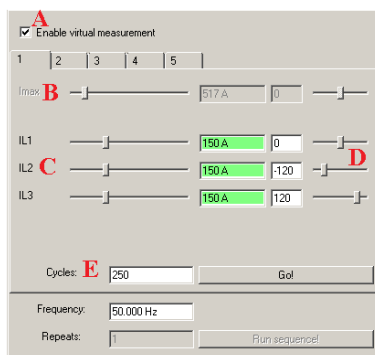 A
Enable virtual measurement
1 2 3 4 5
Imax B 517 A 0
IL1 150 A 0
IL2 C 150 A -120 D
IL3 150 A 120
Cycles: E 250 Go!
Frequency: 50.000 Hz
Repeats: 1 Run sequence!